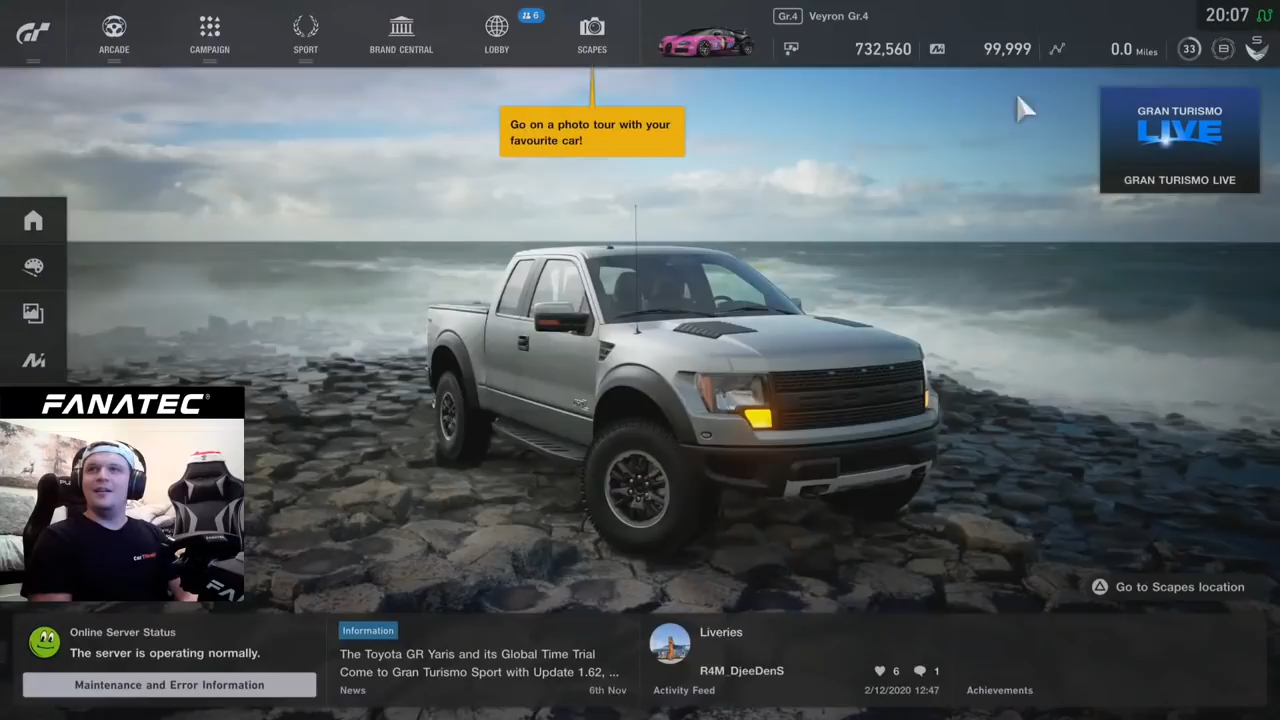 GT
ARCADE
CAMPAIGN
SPORT
BRAND CENTRAL
LOBBY
6
SCAPES
Gr.4 Veyron Gr.4
732,560
99,999
0.0 Miles
33
B
S
20:07
Go on a photo tour with your
favourite car!
GRAN TURISMO
LIVE
GRAN TURISMO LIVE
FANATEC®
Go to Scapes location
Online Server Status
The server is operating normally.
Maintenance and Error Information
Information
The Toyota GR Yaris and its Global Time Trial
Come to Gran Turismo Sport with Update 1.62, ...
News
6th Nov
Liveries
R4M_DjeeDenS
6
1
Activity Feed
2/12/2020 12:47
Achievements